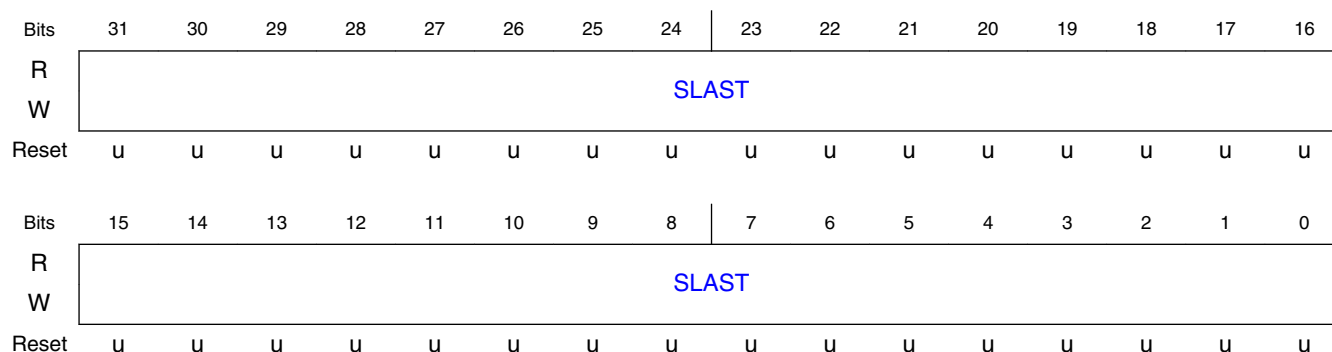 Bits 31 30 29 28 27 26 25 24 23 22 21 20 19 18 17 16
R
SLAST
W
Reset u u u u u u u u u u u u u u u u
Bits 15 14 13 12 11 10 9 8 7 6 5 4 3 2 1 0
R
SLAST
W
Reset u u u u u u u u u u u u u u u u